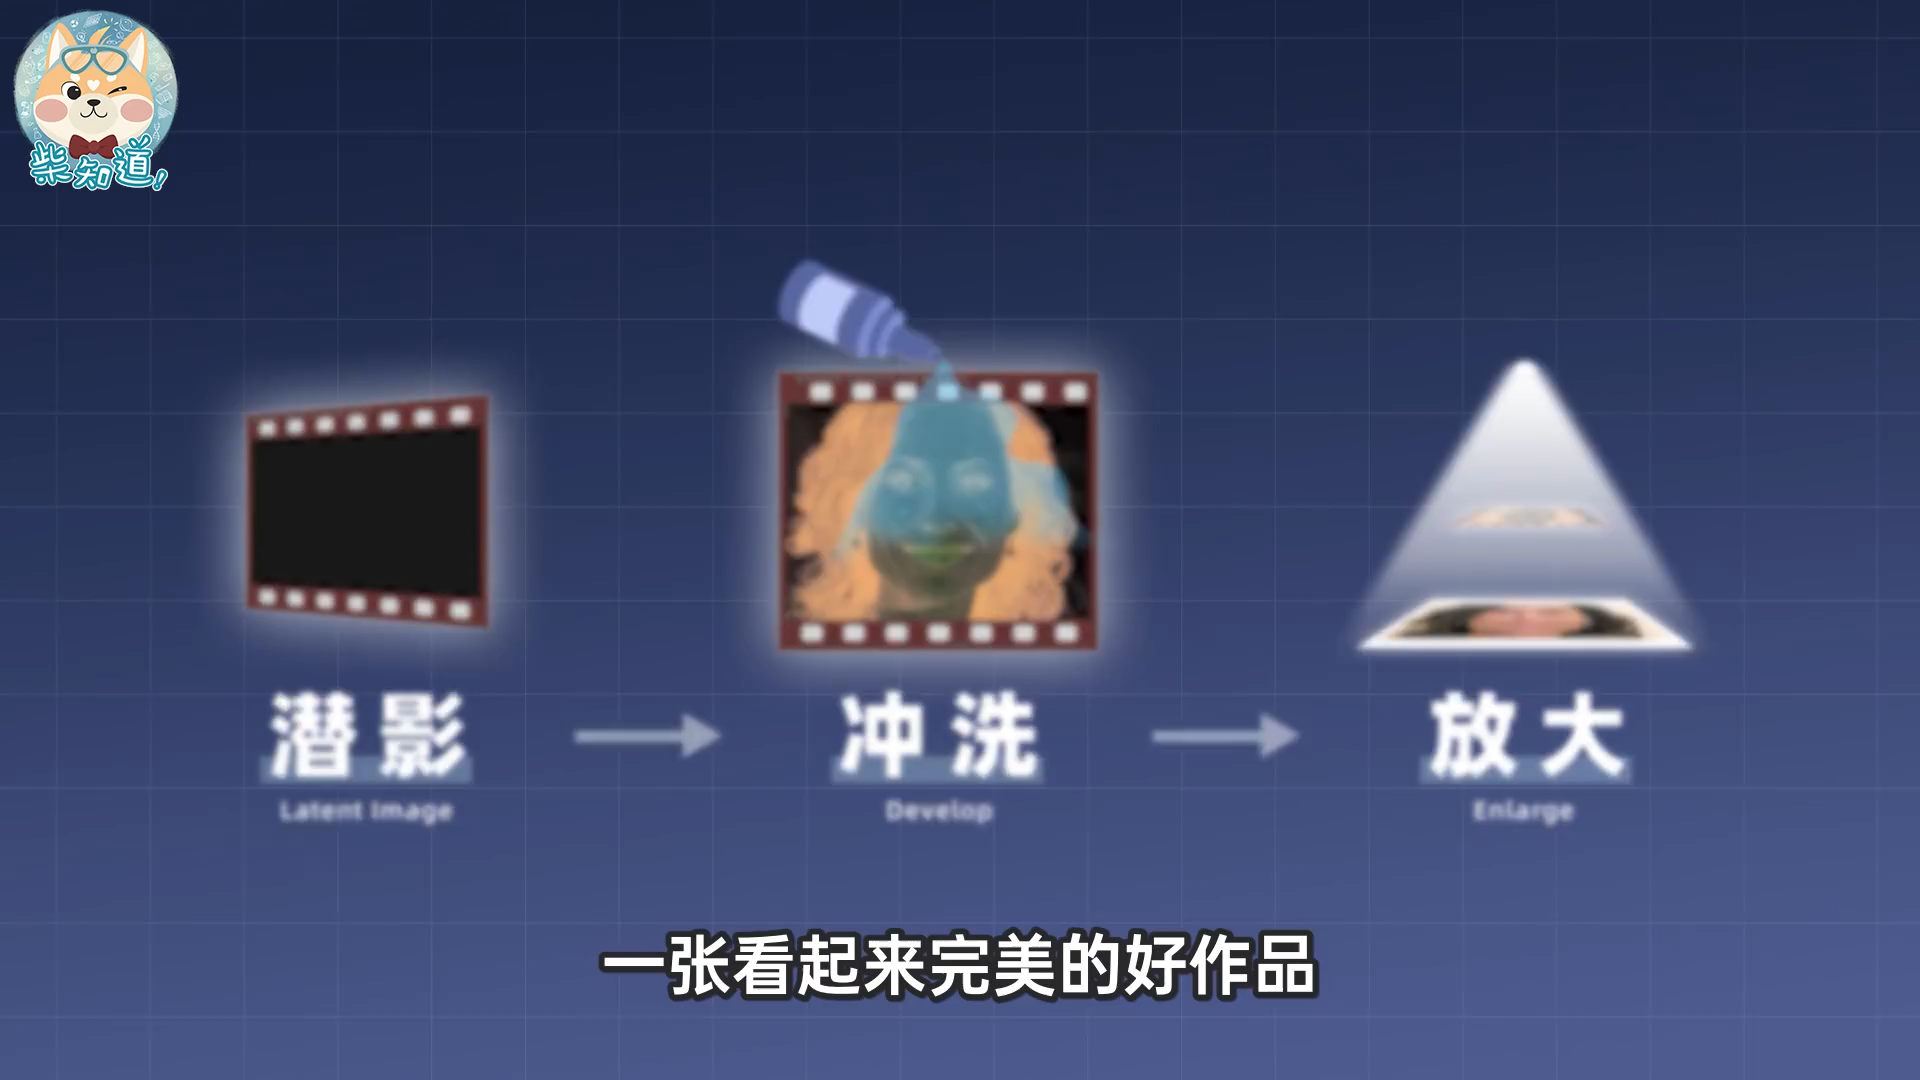 柴知道!
潜影
冲洗
放大
Latent Image
Develop
Enlarge
一张看起来完美的好作品